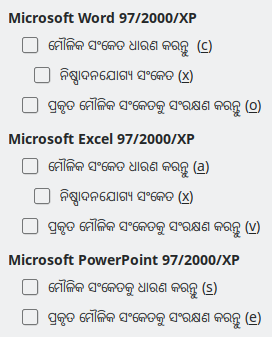 Microsoft Word 97/2000/XP
ମୌଳିକ ସଂକେତ ଧାରଣ କରନ୍ତୁ (c)
ନିଷ୍ପାଦନଯୋଗ୍ୟ ସଂକେତ (x)
ପ୍ରକୃତ ମୌଳିକ ସଂକେତକୁ ସଂରକ୍ଷଣ କରନ୍ତୁ (o)
Microsoft Excel 97/2000/XP
ମୌଳିକ ସଂକେତ ଧାରଣ କରନ୍ତୁ (a)
ନିଷ୍ପାଦନଯୋଗ୍ୟ ସଂକେତ (x)
ପ୍ରକୃତ ମୌଳିକ ସଂକେତକୁ ସଂରକ୍ଷଣ କରନ୍ତୁ (v)
Microsoft PowerPoint 97/2000/XP
ମୌଳିକ ସଂକେତକୁ ଧାରଣ କରନ୍ତୁ (s)
ପ୍ରକୃତ ମୌଳିକ ସଂକେତକୁ ସଂରକ୍ଷଣ କରନ୍ତୁ (e)